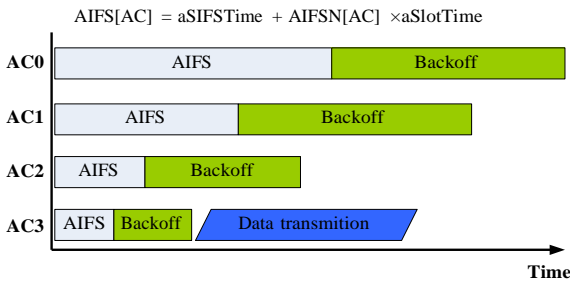 AIFS[AC] = aSIFSTime + AIFSN[AC] ×aSlotTime
AC0 AIFS Backoff
AC1 AIFS Backoff
AC2 AIFS Backoff
AC3 AIFS Backoff Data transmition
Time